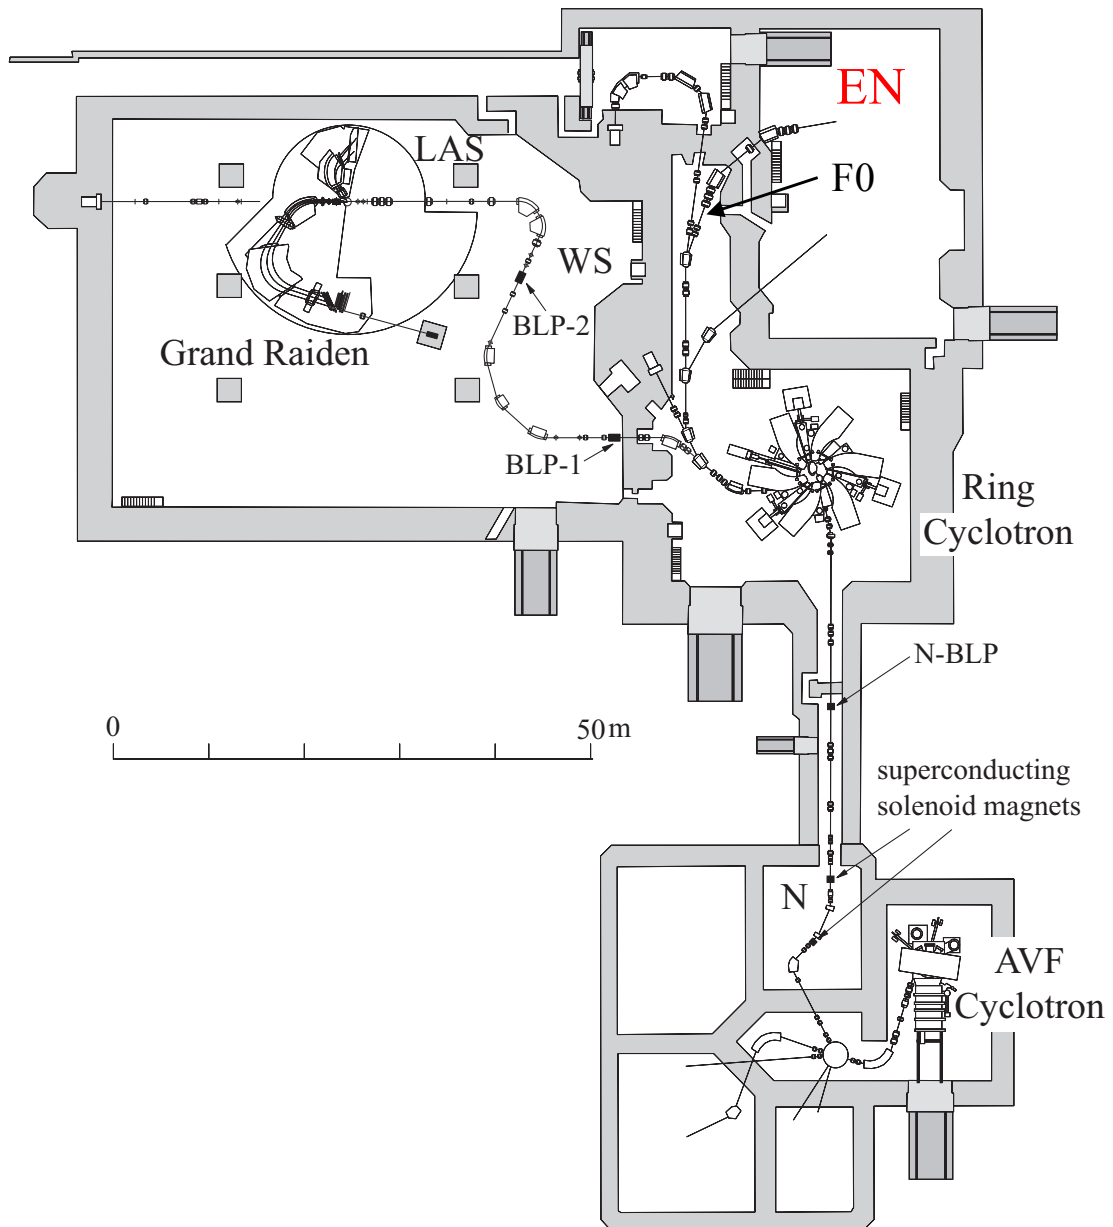 EN
LAS
F0
WS
BLP-2
Grand Raiden
BLP-1
Ring
Cyclotron
N-BLP
0
50 m
superconducting
solenoid magnets
N
AVF
Cyclotron